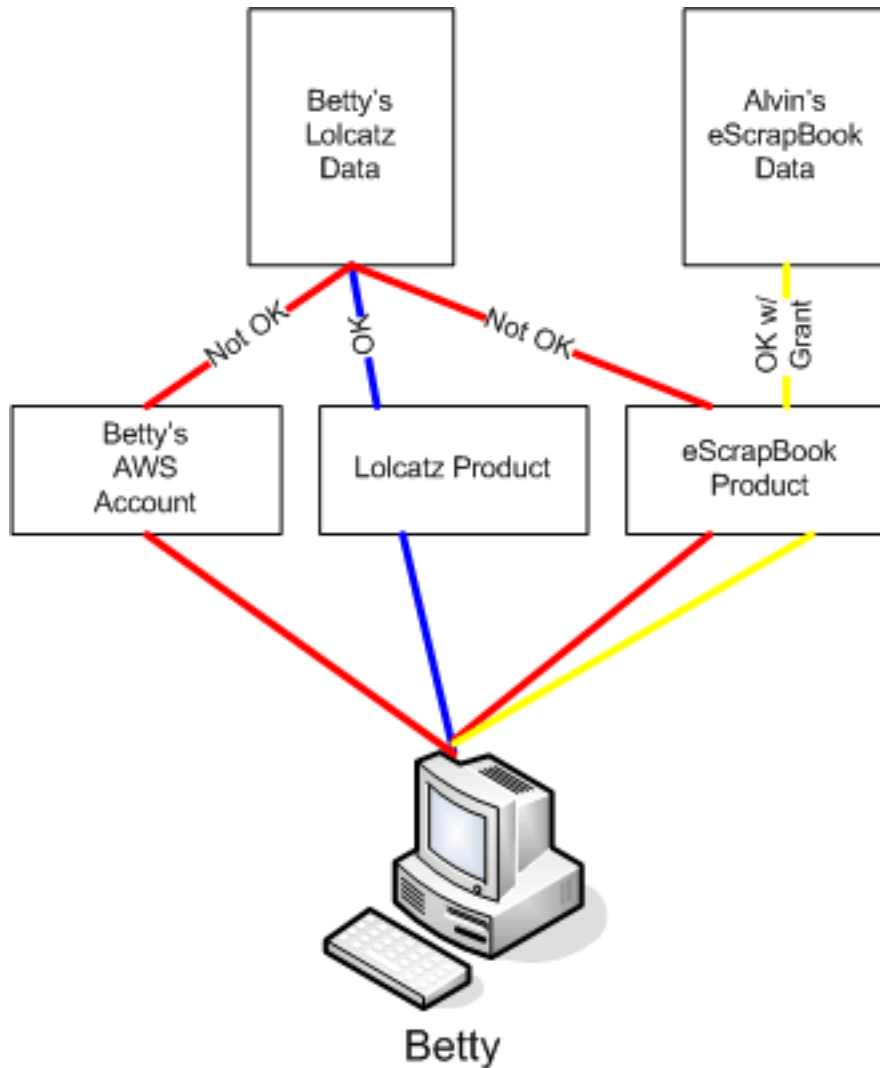 Betty's
Lolcatz
Data
Alvin's
eScrapBook
Data
Not OK
OK
Not OK
OK w/
Grant
Betty's
AWS
Account
Lolcatz Product
eScrapBook
Product
Betty